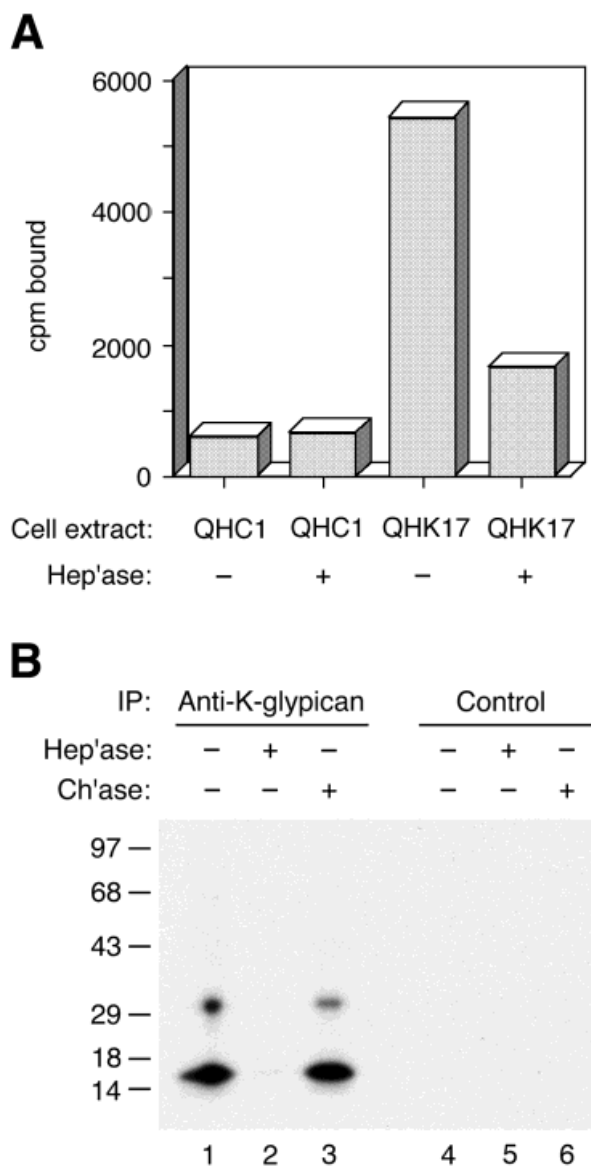 A
6000
4000
cpm bound
2000
0
Cell extract: QHC1 QHC1 QHK17 QHK17
Hep'ase: – + – +
B
IP: Anti-K-glypican Control
Hep'ase: – + – – + –
Ch'ase: – – + – – +
97
68
43
29
18
14
1 2 3 4 5 6